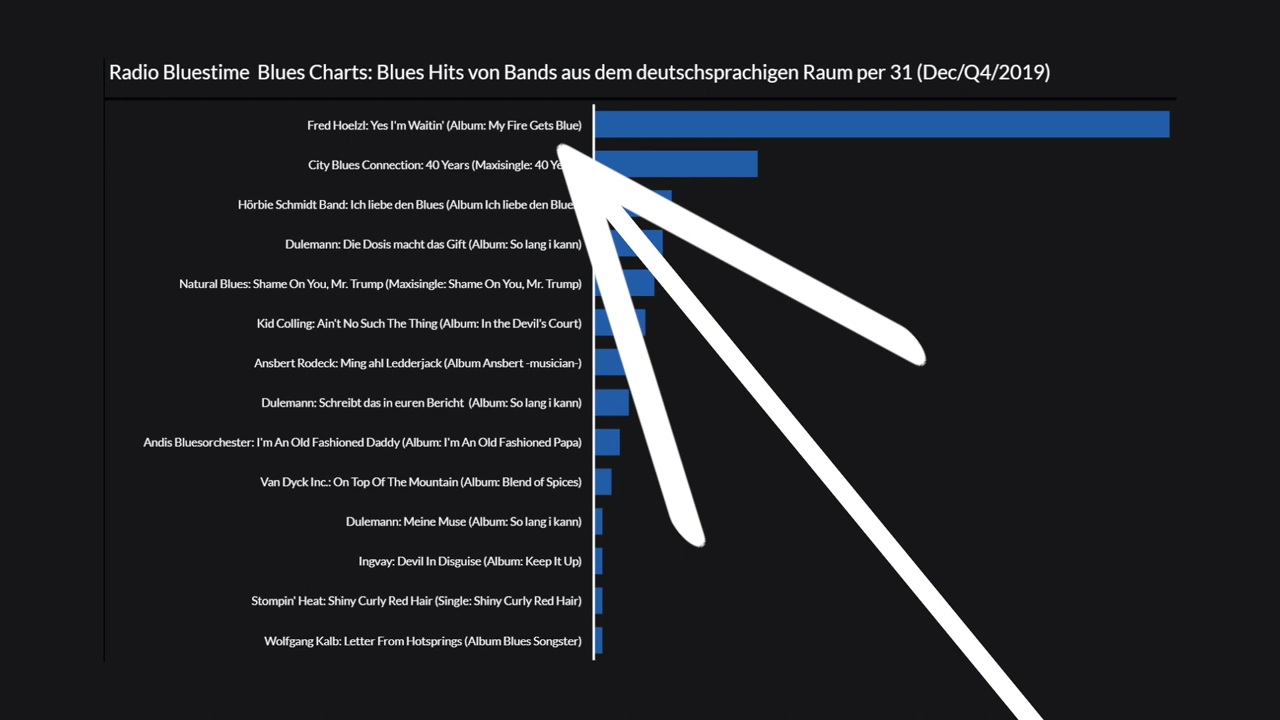 Radio Bluestime  Blues Charts: Blues Hits von Bands aus dem deutschsprachigen Raum per 31 (Dec/Q4/2019)
Fred Hoelzl: Yes I'm Waitin' (Album: My Fire Gets Blue)
City Blues Connection: 40 Years (Maxisingle: 40
Hörbie Schmidt Band: Ich liebe den Blues (Album Ich liebe den
Dulemann: Die Dosis macht das Gift (Album: So lang i kann)
Natural Blues: Shame On You, Mr. Trump (Maxisingle: Shame On You, Mr. Trump)
Kid Colling: Ain't No Such The Thing (Album: In the Devil's Court)
Ansbert Rodeck: Ming ahl Ledderjack (Album Ansbert -musician-)
Dulemann: Schreibt das in euren Bericht  (Album: So lang i kann)
Andis Bluesorchester: I'm An Old Fashioned Daddy (Album: I'm An Old Fashioned Papa)
Van Dyck Inc.: On Top Of The Mountain (Album: Blend of Spices)
Dulemann: Meine Muse (Album: So lang i kann)
Ingvay: Devil In Disguise (Album: Keep It Up)
Stompin' Heat: Shiny Curly Red Hair (Single: Shiny Curly Red Hair)
Wolfgang Kalb: Letter From Hotsprings (Album Blues Songster)